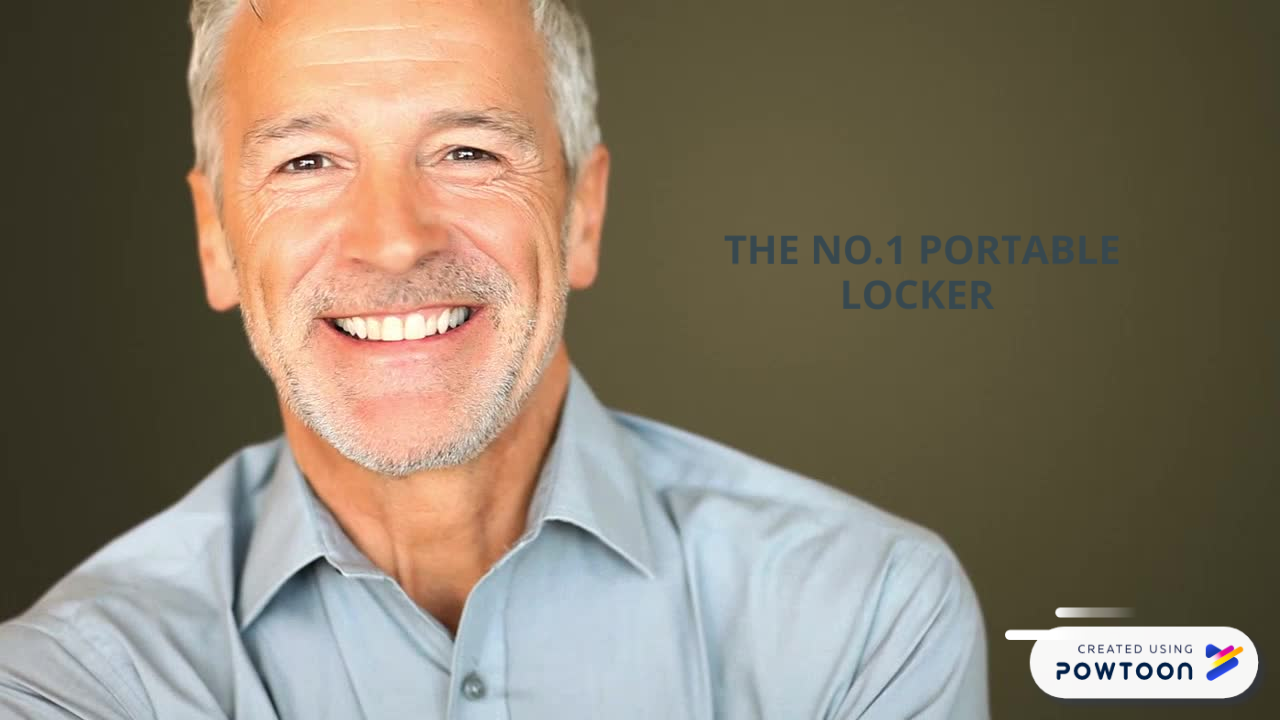 THE NO.1 PORTABLE
LOCKER
CREATED USING
POWTOON